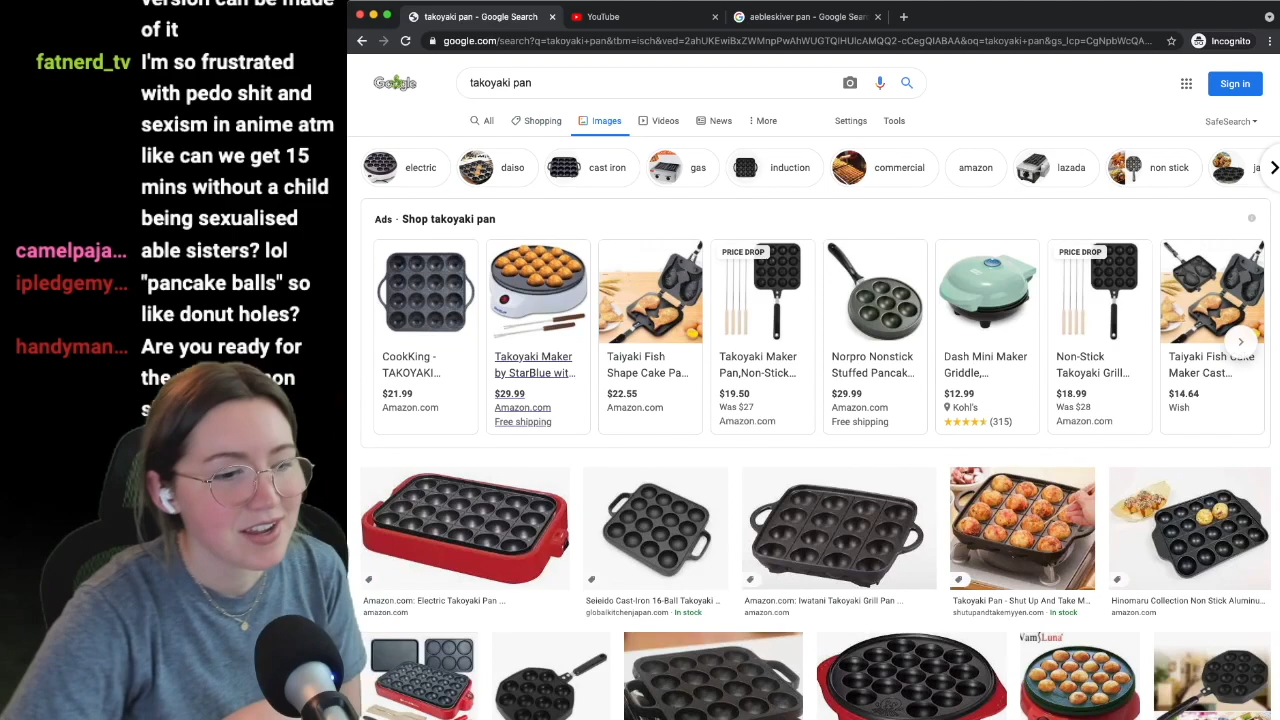 version can be made
of it
fatnerd_tv I'm so frustrated
with pedo shit and
sexism in anime atm
like can we get 15
mins without a child
being sexualised
camelpaja... able sisters? lol
ipledgemy... "pancake balls" so
like donut holes?
handyman... Are you ready for
the
takoyaki pan - Google Search
YouTube
aebleskiver pan - Google Sear
google.com/search?q=takoyaki+pan&tbm=isch&ved=2ahUKEwiBxZWMnpPwAhWUGTQIHUIcAMQQ2-cCegQIABAA&oq=takoyaki+pan&gs_lcp=CgNpbWcQA...
Incognito
Google
takoyaki pan
Sign in
All
Shopping
Images
Videos
News
More
Settings
Tools
SafeSearch
electric
daiso
cast iron
gas
induction
commercial
amazon
lazada
non stick
ja
Ads · Shop takoyaki pan
CookKing -
TAKOYAKI...
$21.99
Amazon.com
Takoyaki Maker
by StarBlue wit...
$29.99
Amazon.com
Free shipping
Taiyaki Fish
Shape Cake Pa...
$22.55
Amazon.com
PRICE DROP
Takoyaki Maker
Pan,Non-Stick...
$19.50
Was $27
Amazon.com
Norpro Nonstick
Stuffed Pancak...
$29.99
Amazon.com
Free shipping
Dash Mini Maker
Griddle,...
$12.99
Kohl's
(315)
PRICE DROP
Non-Stick
Takoyaki Grill...
$18.99
Was $28
Amazon.com
Taiyaki Fish Cake
Maker Cast...
$14.64
Wish
Amazon.com: Electric Takoyaki Pan ...
amazon.com
Seieido Cast-Iron 16-Ball Takoyaki ..
globalkitchenjapan.com · In stock
Amazon.com: Iwatani Takoyaki Grill Pan ...
amazon.com
Takoyaki Pan - Shut Up And Take M...
shutupandtakemyyen.com · In stock
Hinomaru Collection Non Stick Aluminu...
amazon.com